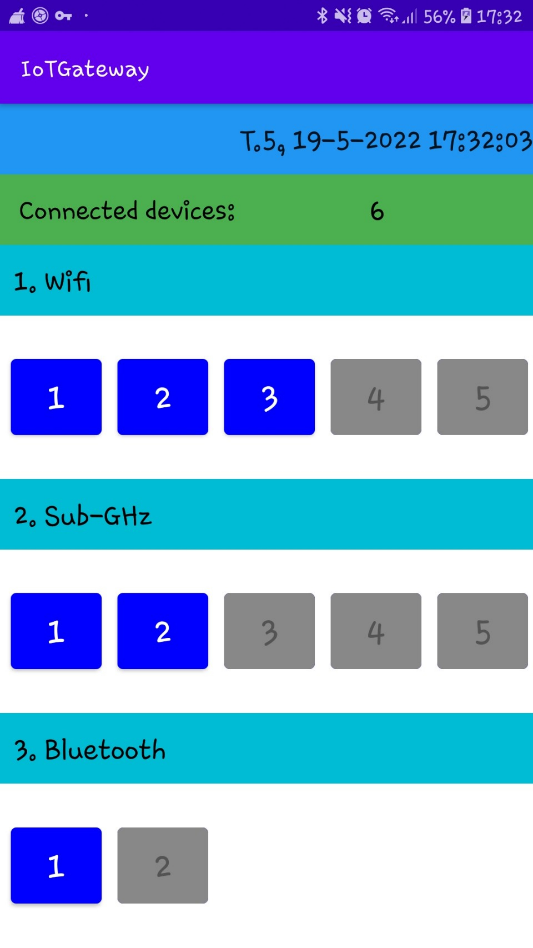 56% 17:32
IoTGateway
T.5, 19-5-2022 17:32:03
Connected devices: 6
1. Wifi
1 2 3 4 5
2. Sub-GHz
1 2 3 4 5
3. Bluetooth
1 2